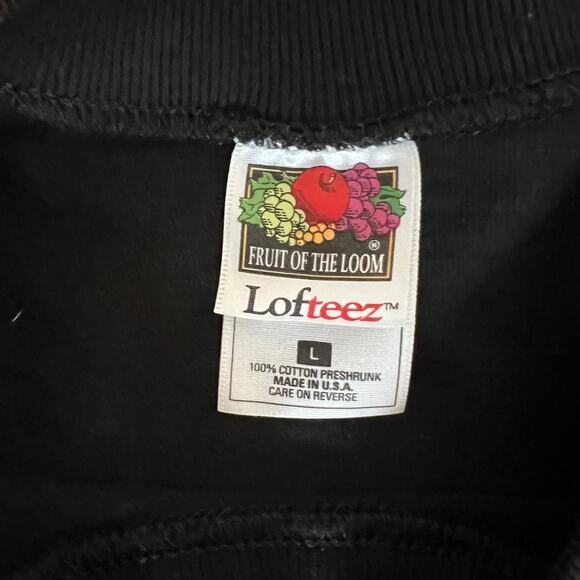 ®
FRUIT OF THE LOOM
Lofteez™
L
100% COTTON PRESHRUNK
MADE IN U.S.A.
CARE ON REVERSE